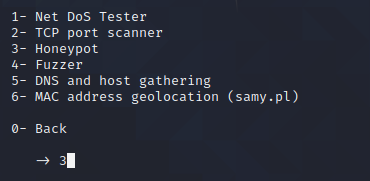 1- Net DoS Tester
2- TCP port scanner
3- Honeypot
4- Fuzzer
5- DNS and host gathering
6- MAC address geolocation (samy.pl)
0- Back
-> 3